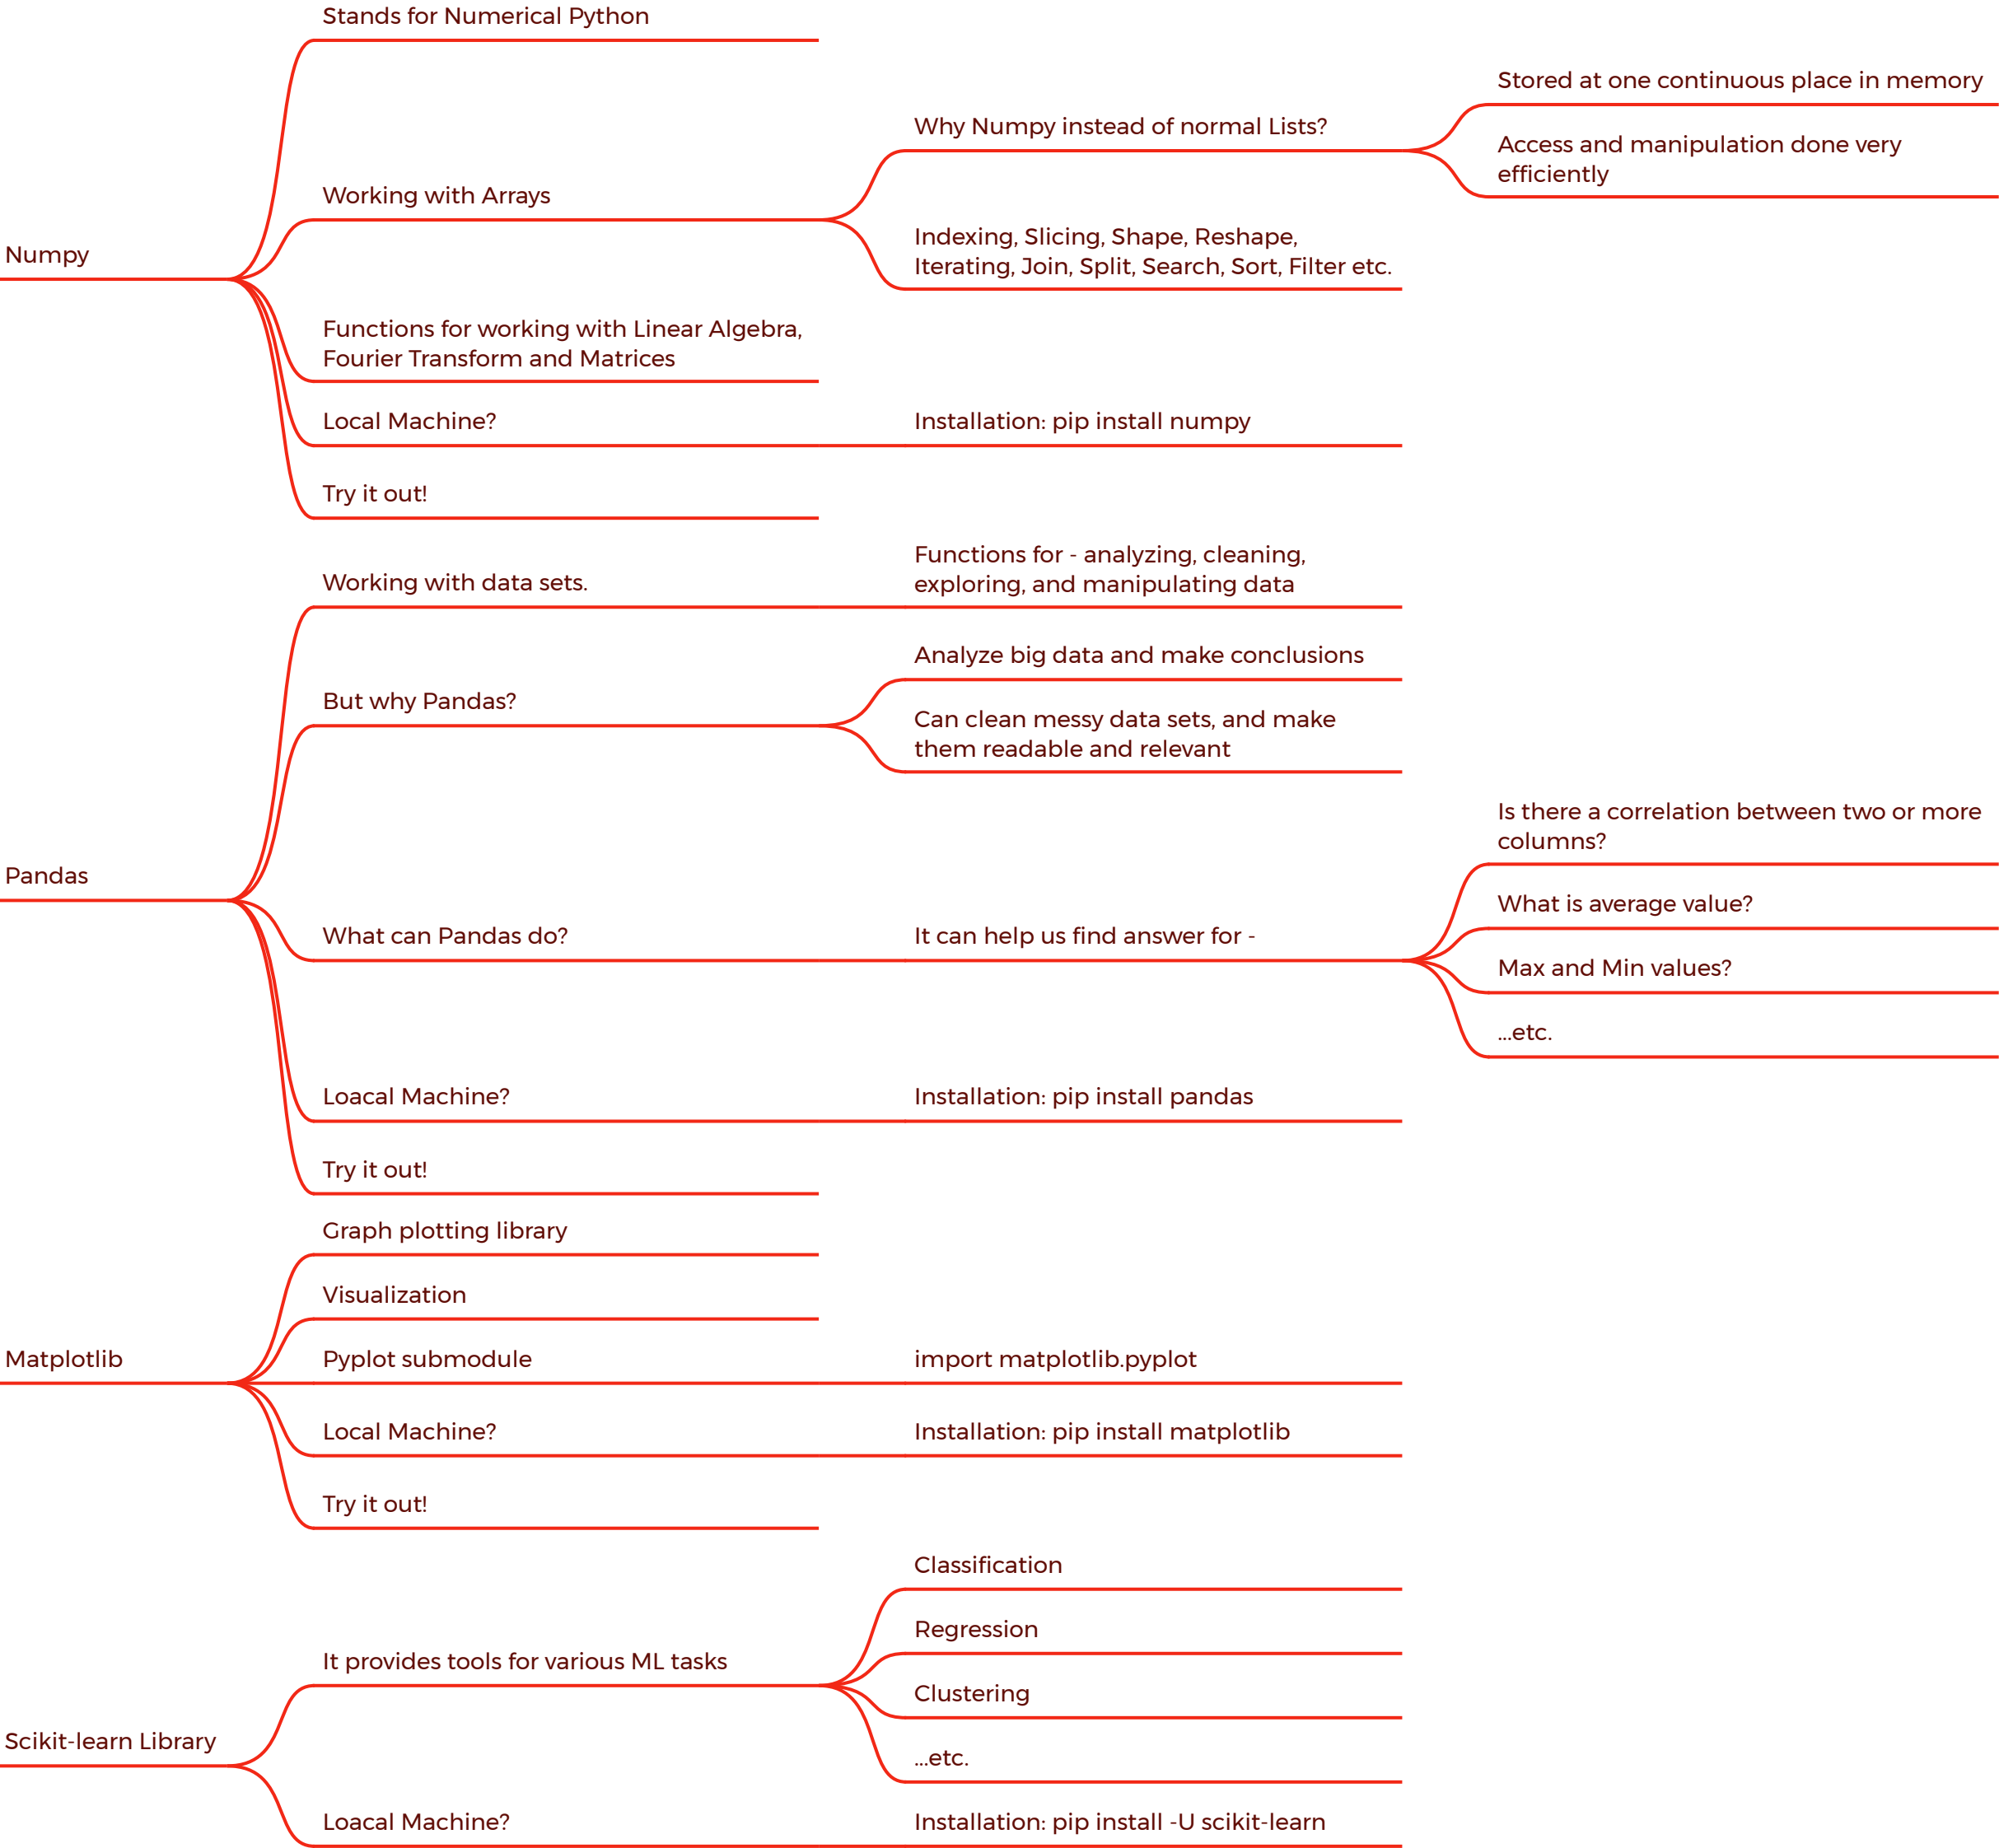 Numpy
Stands for Numerical Python
Working with Arrays
Why Numpy instead of normal Lists?
Stored at one continuous place in memory
Access and manipulation done very
efficiently
Indexing, Slicing, Shape, Reshape,
Iterating, Join, Split, Search, Sort, Filter etc.
Functions for working with Linear Algebra,
Fourier Transform and Matrices
Local Machine?
Installation: pip install numpy
Try it out!
Pandas
Working with data sets.
Functions for - analyzing, cleaning,
exploring, and manipulating data
But why Pandas?
Analyze big data and make conclusions
Can clean messy data sets, and make
them readable and relevant
What can Pandas do?
It can help us find answer for -
Is there a correlation between two or more
columns?
What is average value?
Max and Min values?
...etc.
Loacal Machine?
Installation: pip install pandas
Try it out!
Matplotlib
Graph plotting library
Visualization
Pyplot submodule
import matplotlib.pyplot
Local Machine?
Installation: pip install matplotlib
Try it out!
Scikit-learn Library
It provides tools for various ML tasks
Classification
Regression
Clustering
...etc.
Loacal Machine?
Installation: pip install -U scikit-learn